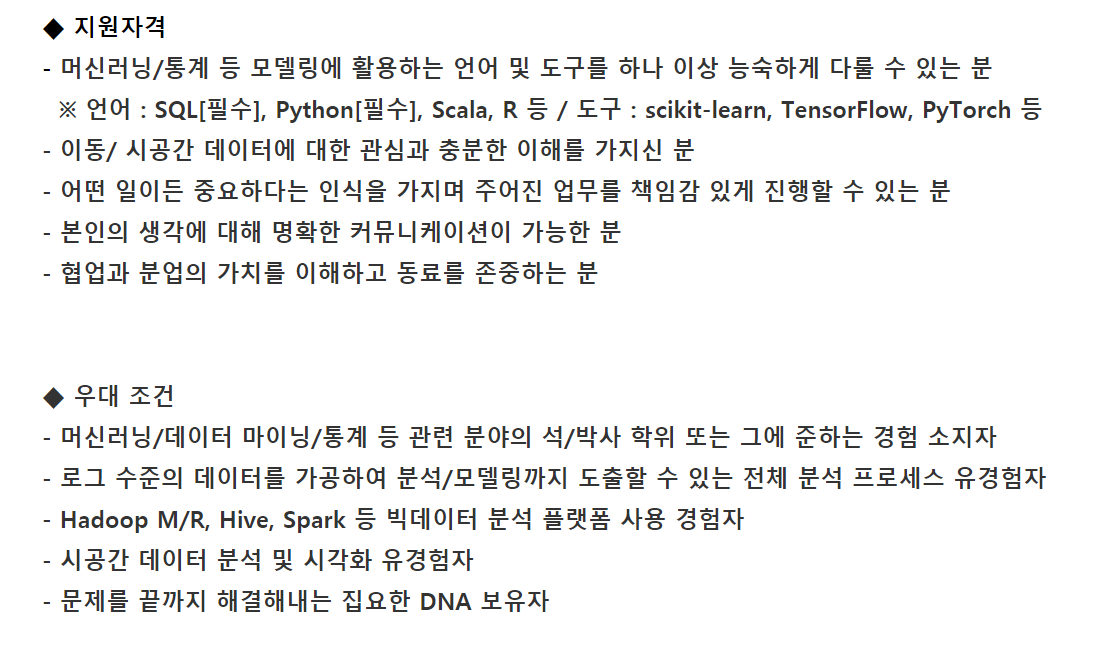 ◆ 지원자격
- 머신러닝/통계 등 모델링에 활용하는 언어 및 도구를 하나 이상 능숙하게 다룰 수 있는 분
※ 언어 : SQL[필수], Python[필수], Scala, R 등 / 도구 : scikit-learn, TensorFlow, PyTorch 등
- 이동/ 시공간 데이터에 대한 관심과 충분한 이해를 가지신 분
- 어떤 일이든 중요하다는 인식을 가지며 주어진 업무를 책임감 있게 진행할 수 있는 분
- 본인의 생각에 대해 명확한 커뮤니케이션이 가능한 분
- 협업과 분업의 가치를 이해하고 동료를 존중하는 분
◆ 우대 조건
- 머신러닝/데이터 마이닝/통계 등 관련 분야의 석/박사 학위 또는 그에 준하는 경험 소지자
- 로그 수준의 데이터를 가공하여 분석/모델링까지 도출할 수 있는 전체 분석 프로세스 유경험자
- Hadoop M/R, Hive, Spark 등 빅데이터 분석 플랫폼 사용 경험자
- 시공간 데이터 분석 및 시각화 유경험자
- 문제를 끝까지 해결해내는 집요한 DNA 보유자